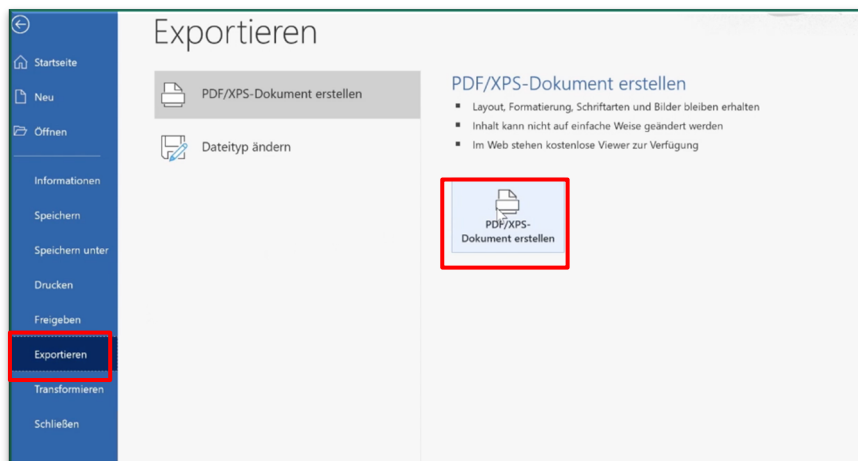 Exportieren
Startseite
Neu
Öffnen
Informationen
Speichern
Speichern unter
Drucken
Freigeben
Exportieren
Transformieren
Schließen
PDF/XPS-Dokument erstellen
Dateityp ändern
PDF/XPS-Dokument erstellen
Layout, Formatierung, Schriftarten und Bilder bleiben erhalten
Inhalt kann nicht auf einfache Weise geändert werden
Im Web stehen kostenlose Viewer zur Verfügung
PDF/XPS-
Dokument erstellen